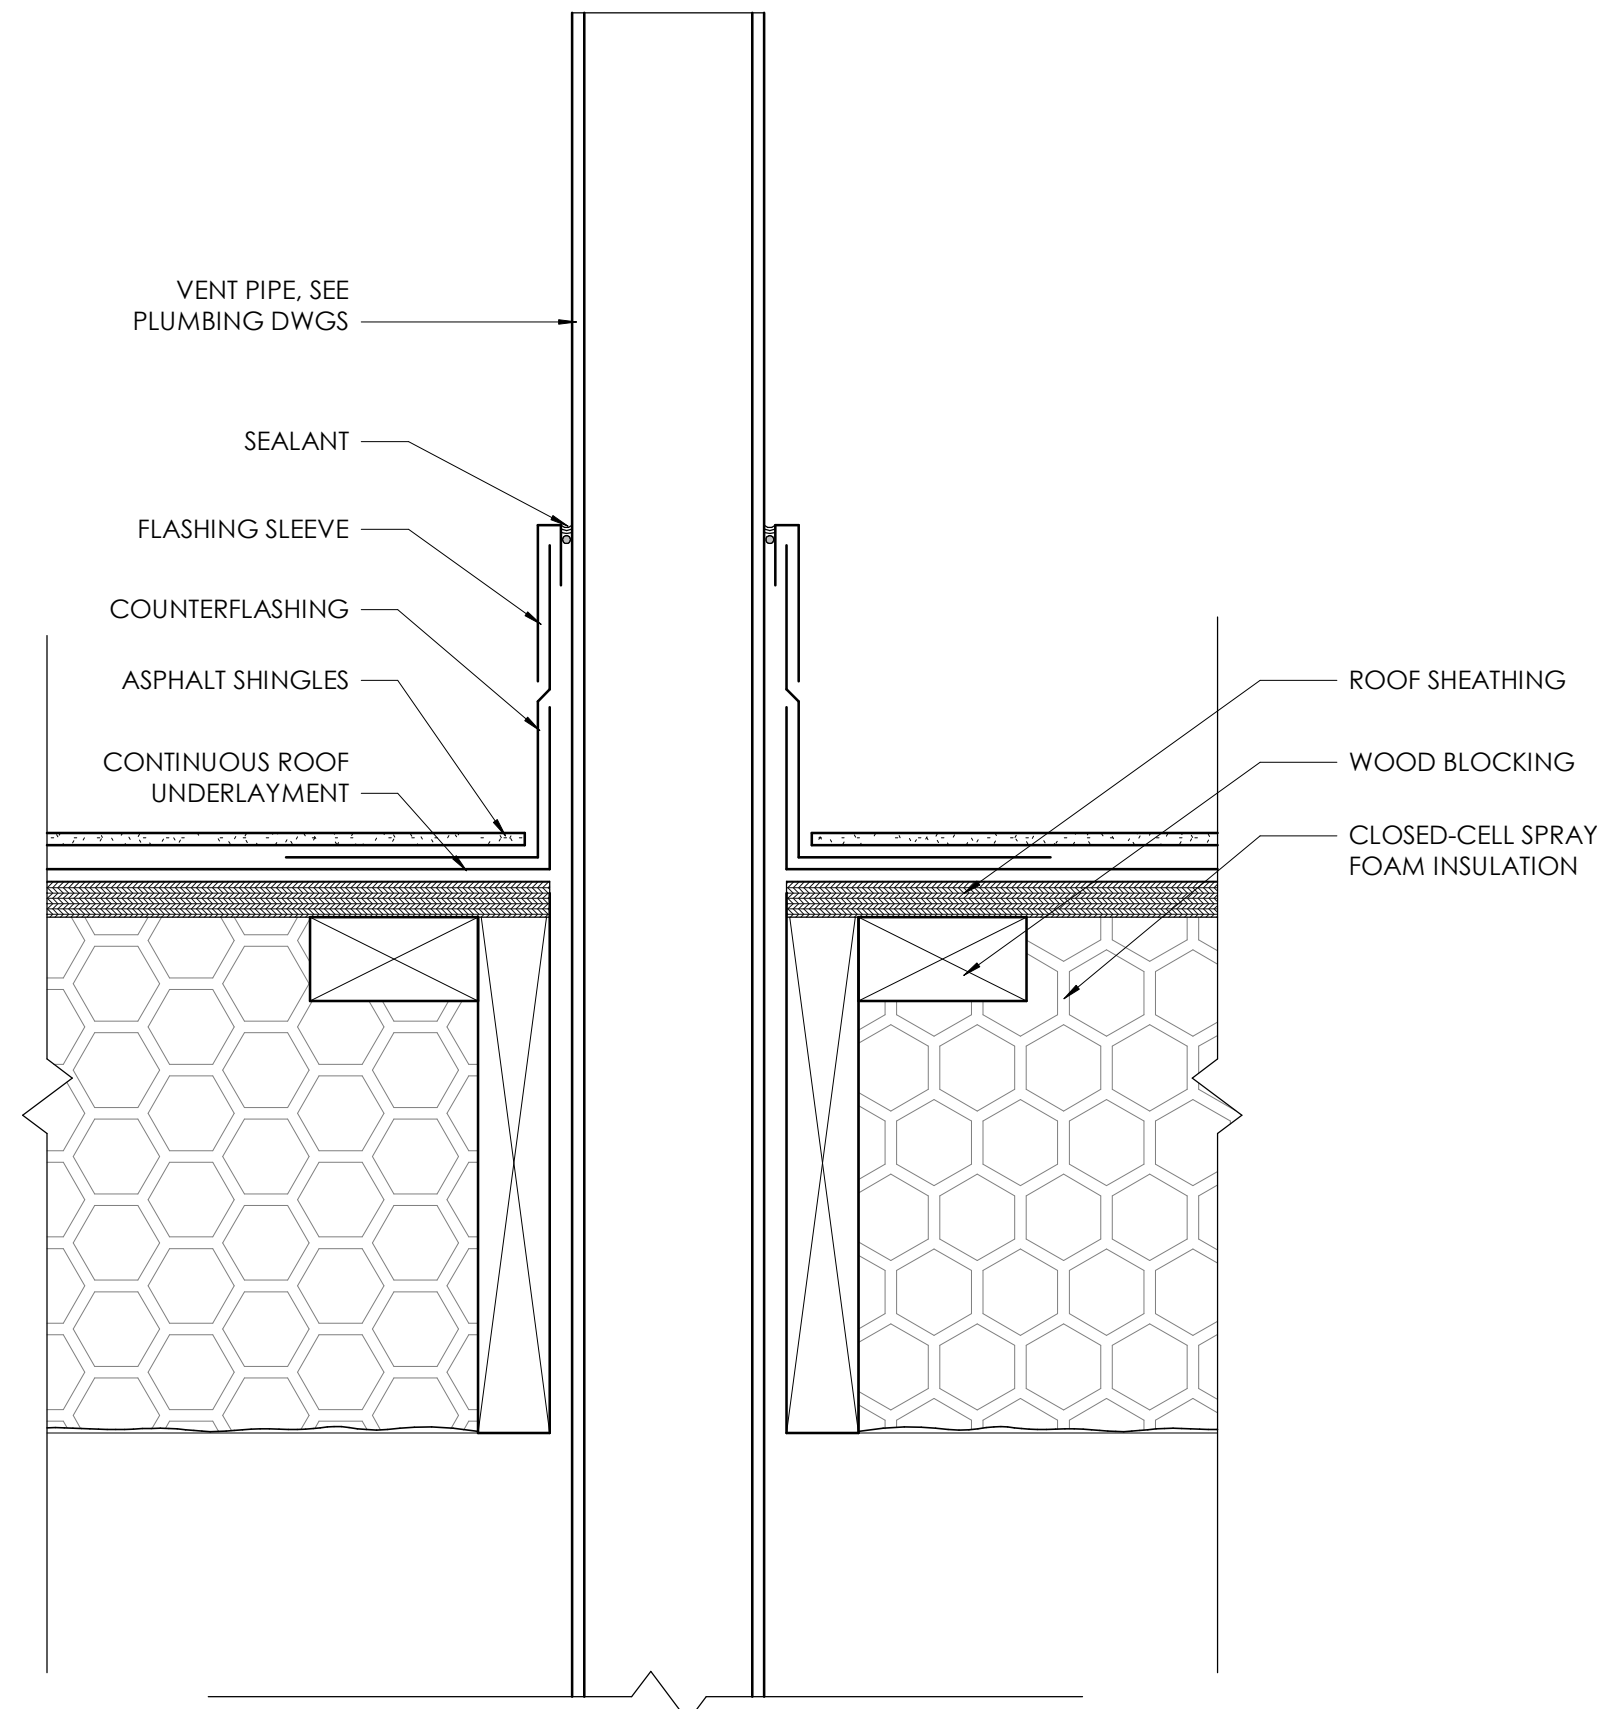 VENT PIPE, SEE
PLUMBING DWGS
SEALANT
FLASHING SLEEVE
COUNTERFLASHING
ASPHALT SHINGLES
CONTINUOUS ROOF
UNDERLAYMENT
ROOF SHEATHING
WOOD BLOCKING
CLOSED-CELL SPRAY
FOAM INSULATION